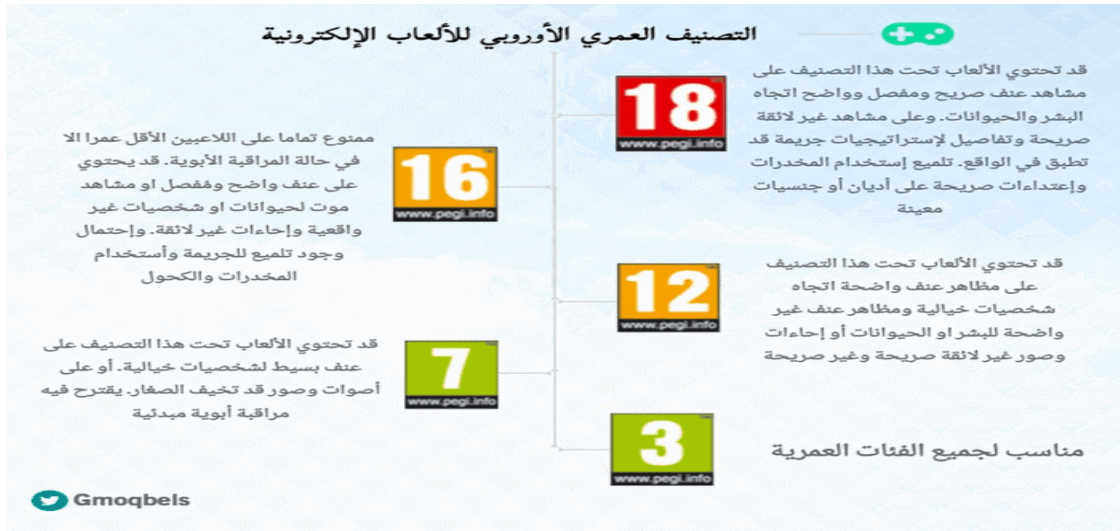 التصنيف العمري الأوروبي للألعاب الإلكترونية
قد تحتوي الألعاب تحت هذا التصنيف على
مشاهد عنف صريح ومفصل وواضح اتجاه
البشر والحيوانات. وعلى مشاهد غير لائقة
صريحة وتفاصيل لإستراتيجيات جريمة قد
تطبق في الواقع. تلميع إستخدام المخدرات
وإعتداءات صريحة على أديان أو جنسيات
معينة
18
www.pegi.info
ممنوع تماما على اللاعبين الأقل عمرا الا
في حالة المراقبة الأبوية. قد يحتوي
على عنف واضح ومُفصل او مشاهد
موت لحيوانات او شخصيات غير
واقعية وإحاءات غير لائقة. وإحتمال
وجود تلميع للجريمة وأستخدام
المخدرات والكحول
16
www.pegi.info
قد تحتوي الألعاب تحت هذا التصنيف
على مظاهر عنف واضحة اتجاه
شخصيات خيالية ومظاهر عنف غير
واضحة للبشر او الحيوانات أو إحاءات
وصور غير لائقة صريحة وغير صريحة
12
www.pegi.info
قد تحتوي الألعاب تحت هذا التصنيف على
عنف بسيط لشخصيات خيالية. أو على
أصوات وصور قد تخيف الصغار. يقترح فيه
مراقبة أبوية مبدئية
7
www.pegi.info
مناسب لجميع الفئات العمرية
3
www.pegi.info
Gmoqbels